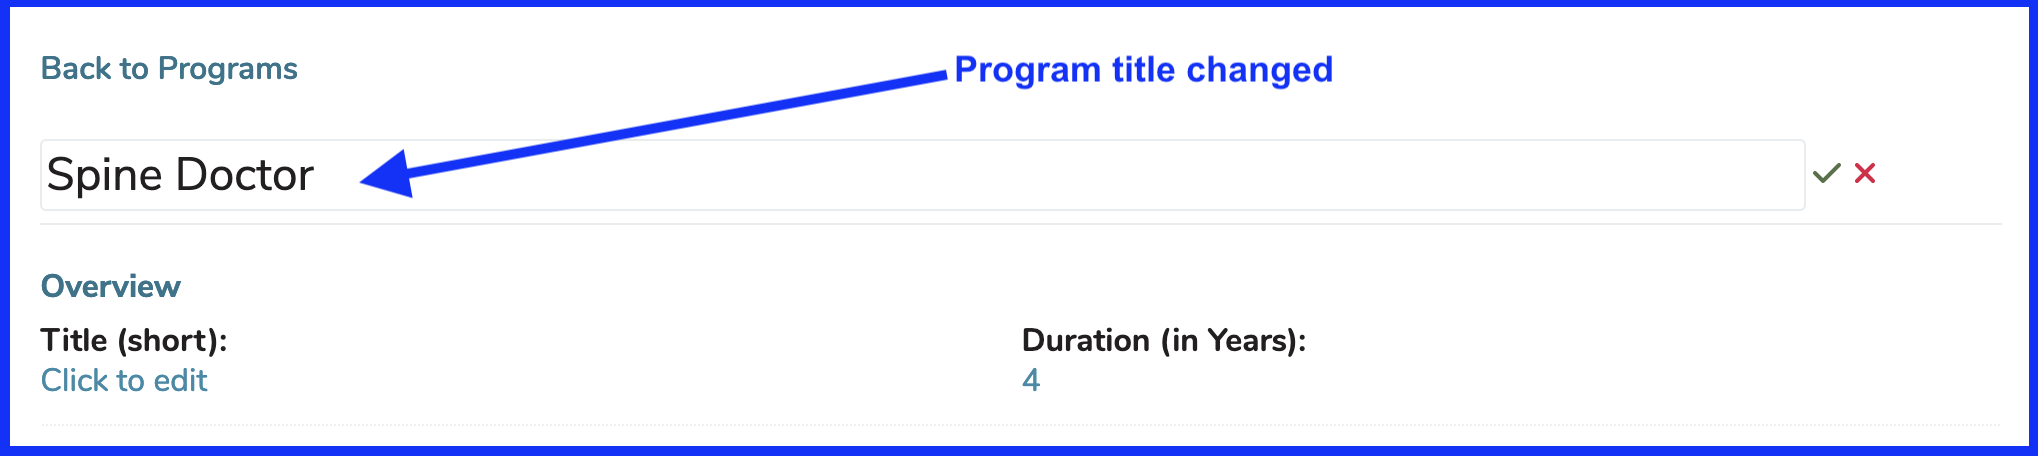 Back to Programs
Program title changed
Spine Doctor
Overview
Title (short):
Click to edit
Duration (in Years):
4